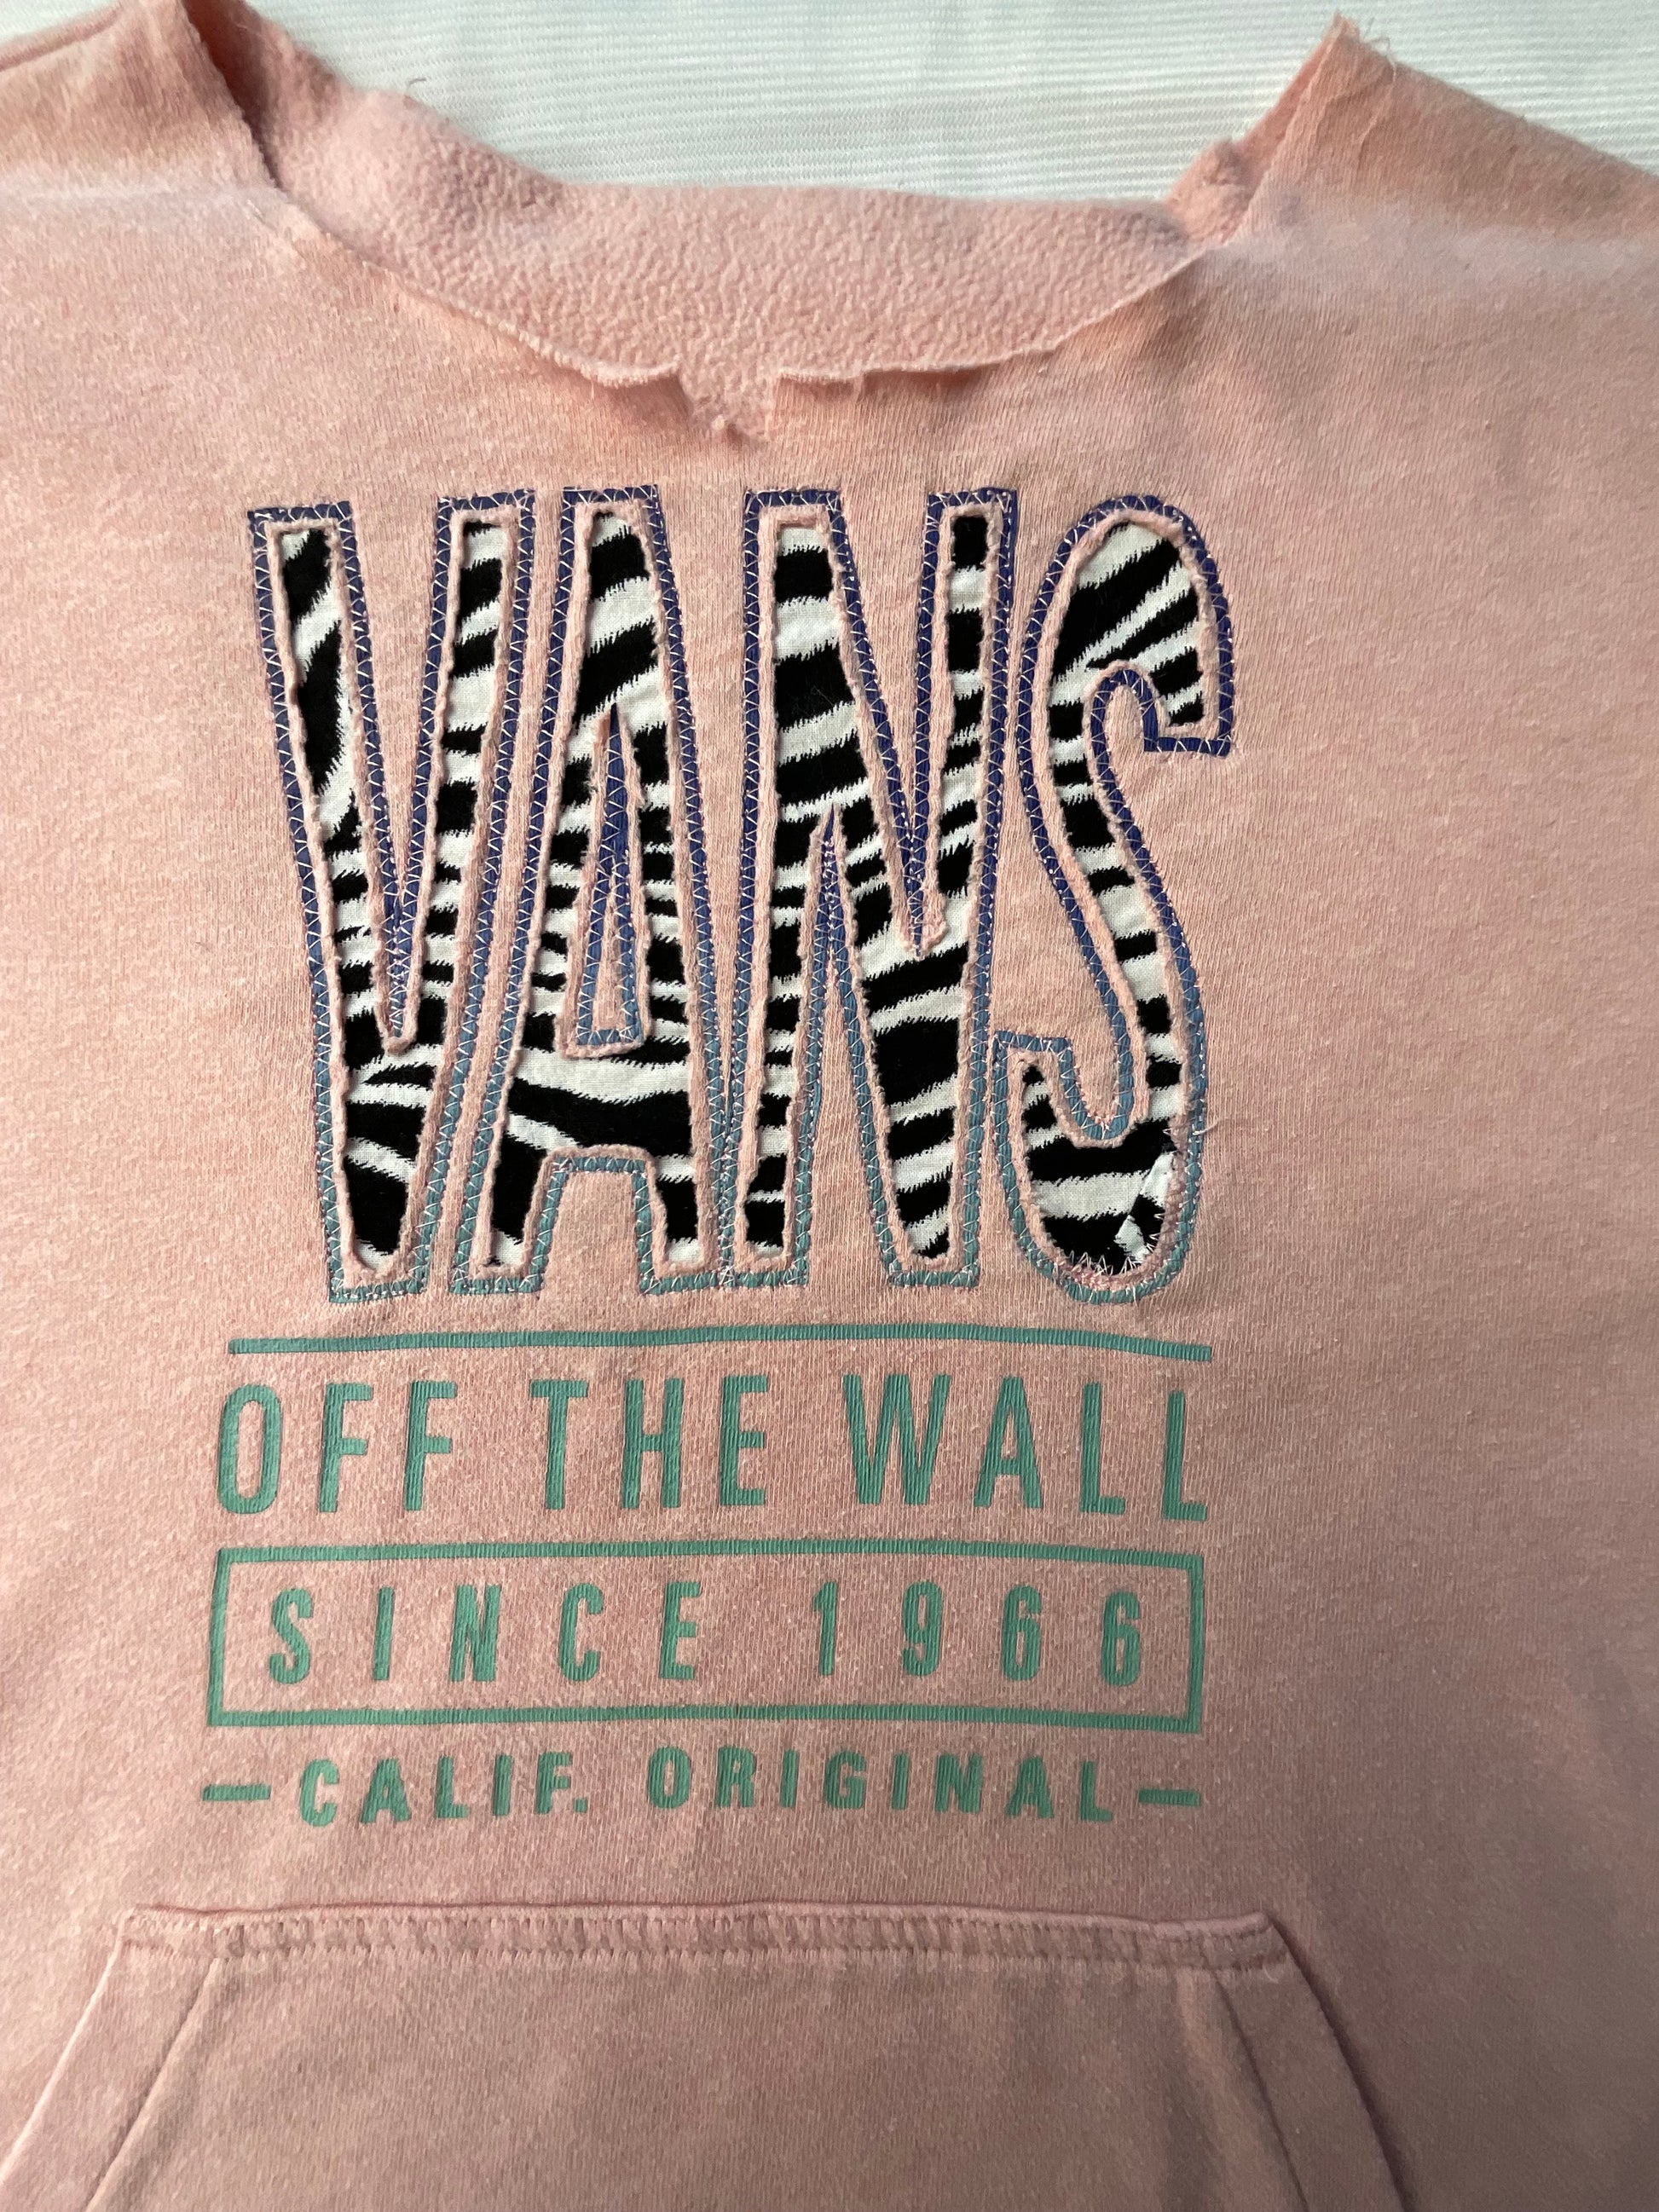 VANS
OFF THE WALL
SINCE 1966
—CALIF. ORIGINAL—